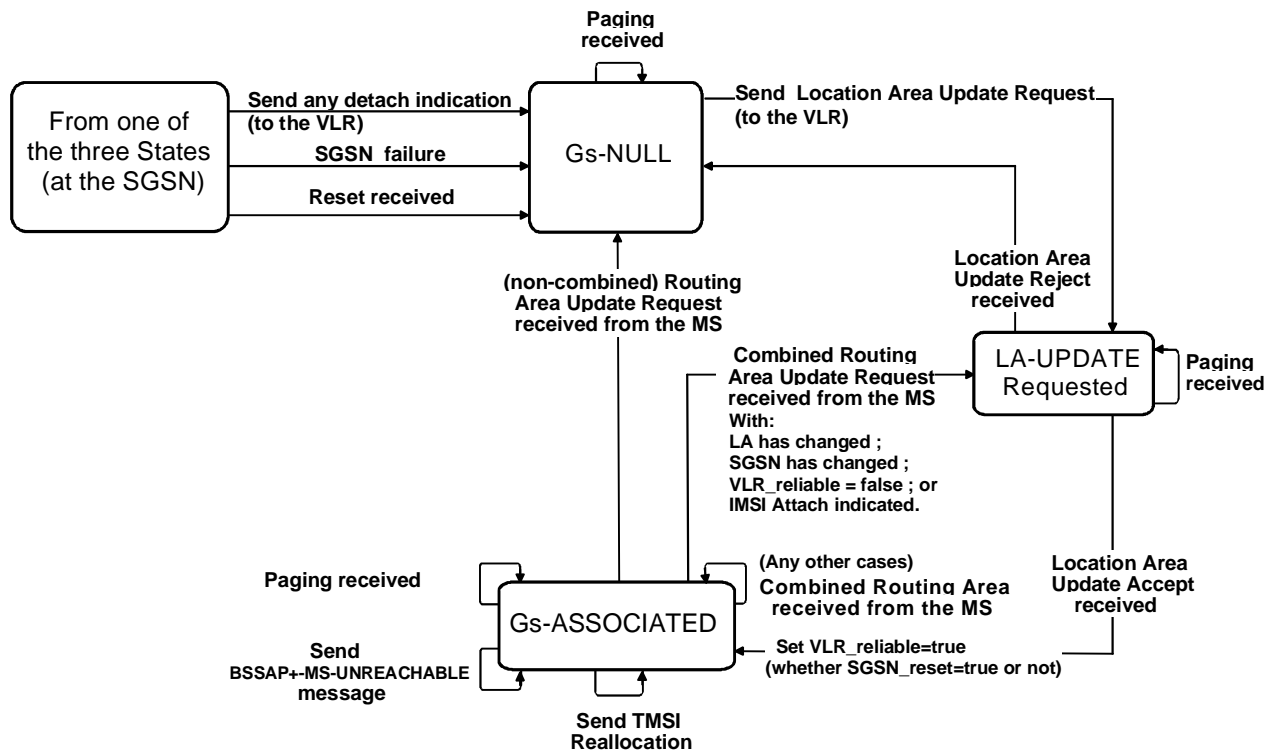 Paging
received
From one of
the three States
(at the SGSN)
Send any detach indication
(to the VLR)
SGSN failure
Reset received
Gs-NULL
Send Location Area Update Request
(to the VLR)
Location Area
Update Reject
received
(non-combined) Routing
Area Update Request
received from the MS
Combined Routing
Area Update Request
received from the MS
With:
LA has changed ;
SGSN has changed ;
VLR_reliable = false ; or
IMSI Attach indicated.
LA-UPDATE
Requested
Paging
received
Paging received
Gs-ASSOCIATED
(Any other cases)
Combined Routing Area
received from the MS
Location Area
Update Accept
received
Set VLR_reliable=true
(whether SGSN_reset=true or not)
Send
BSSAP+-MS-UNREACHABLE
message
Send TMSI
Reallocation